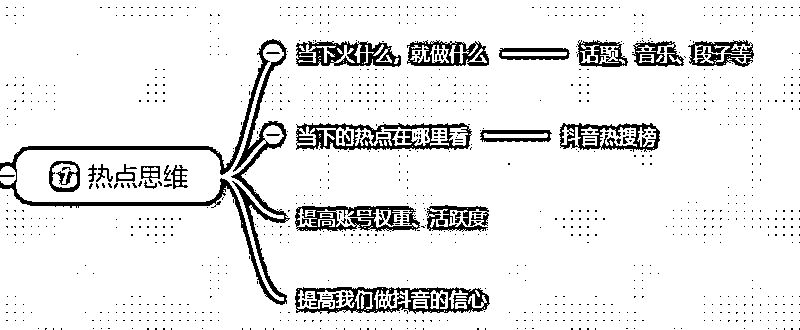 当下火什么，就做什么
话题、音乐、段子等
当下的热点在哪里看
抖音热搜榜
热点思维
提高账号权重、活跃度
提高我们做抖音的信心